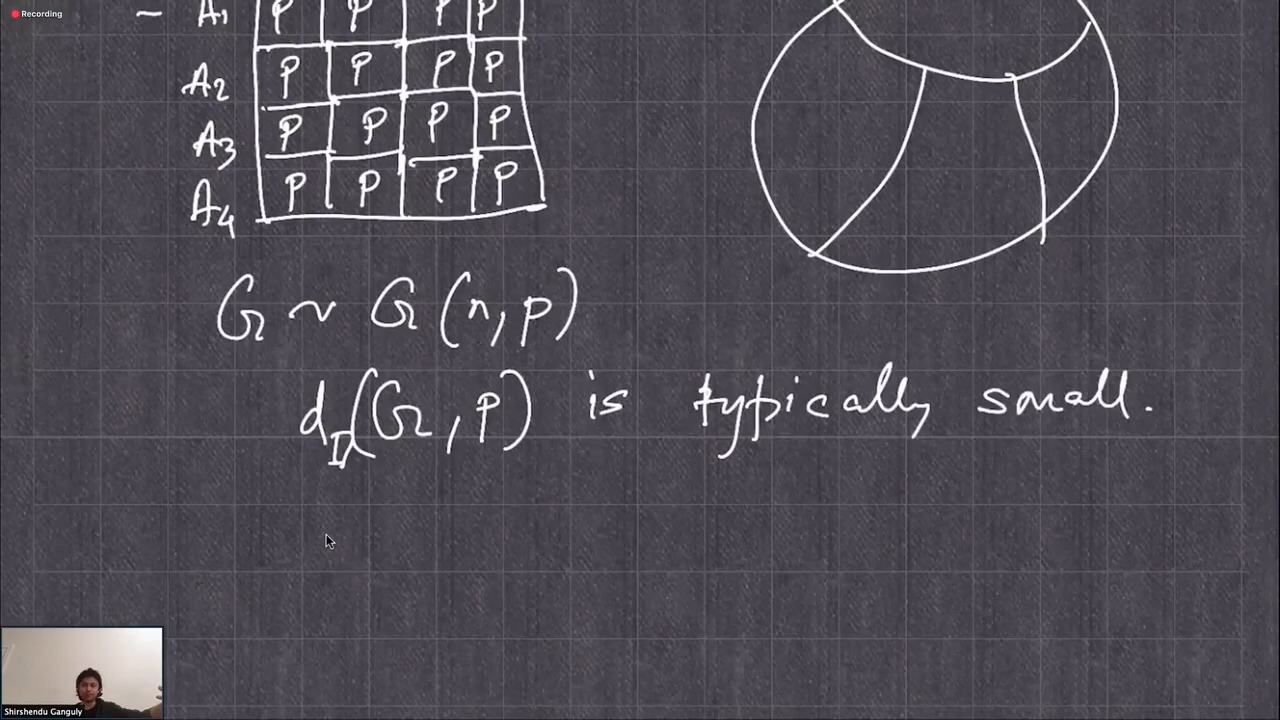 Recording
- A1 P P P P
A2 P P P P
A3 P P P P
A4 P P P P
G ~ G(n,p)
d□(G,p) is typically small.
Shirshendu Ganguly